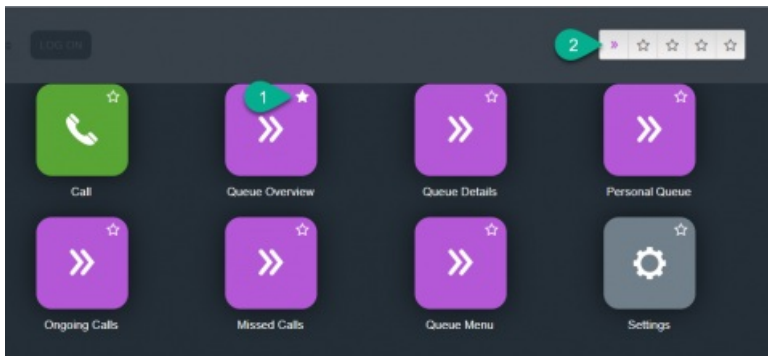 LOG ON
2
1
Call
Queue Overview
Queue Details
Personal Queue
Ongoing Calls
Missed Calls
Queue Menu
Settings